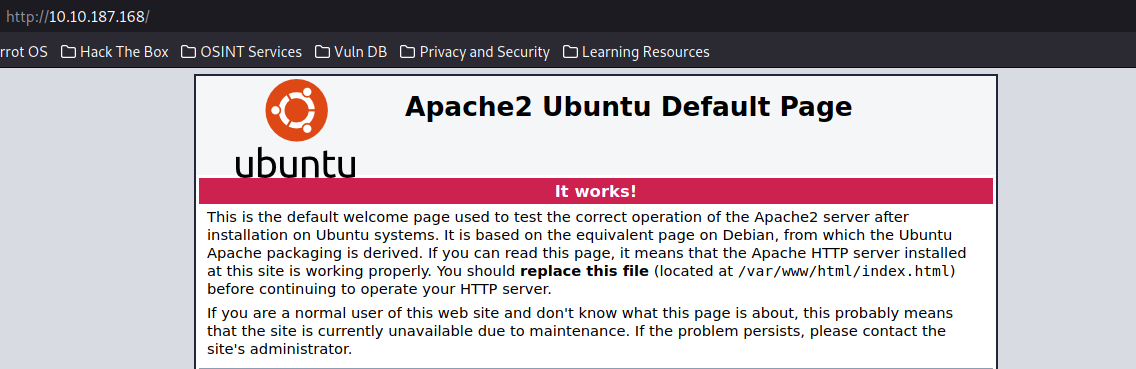 http://10.10.187.168/
rrot OS Hack The Box OSINT Services Vuln DB Privacy and Security Learning Resources
Apache2 Ubuntu Default Page
ubuntu
It works!
This is the default welcome page used to test the correct operation of the Apache2 server after
installation on Ubuntu systems. It is based on the equivalent page on Debian, from which the Ubuntu
Apache packaging is derived. If you can read this page, it means that the Apache HTTP server installed
at this site is working properly. You should replace this file (located at /var/www/html/index.html)
before continuing to operate your HTTP server.
If you are a normal user of this web site and don't know what this page is about, this probably means
that the site is currently unavailable due to maintenance. If the problem persists, please contact the
site's administrator.